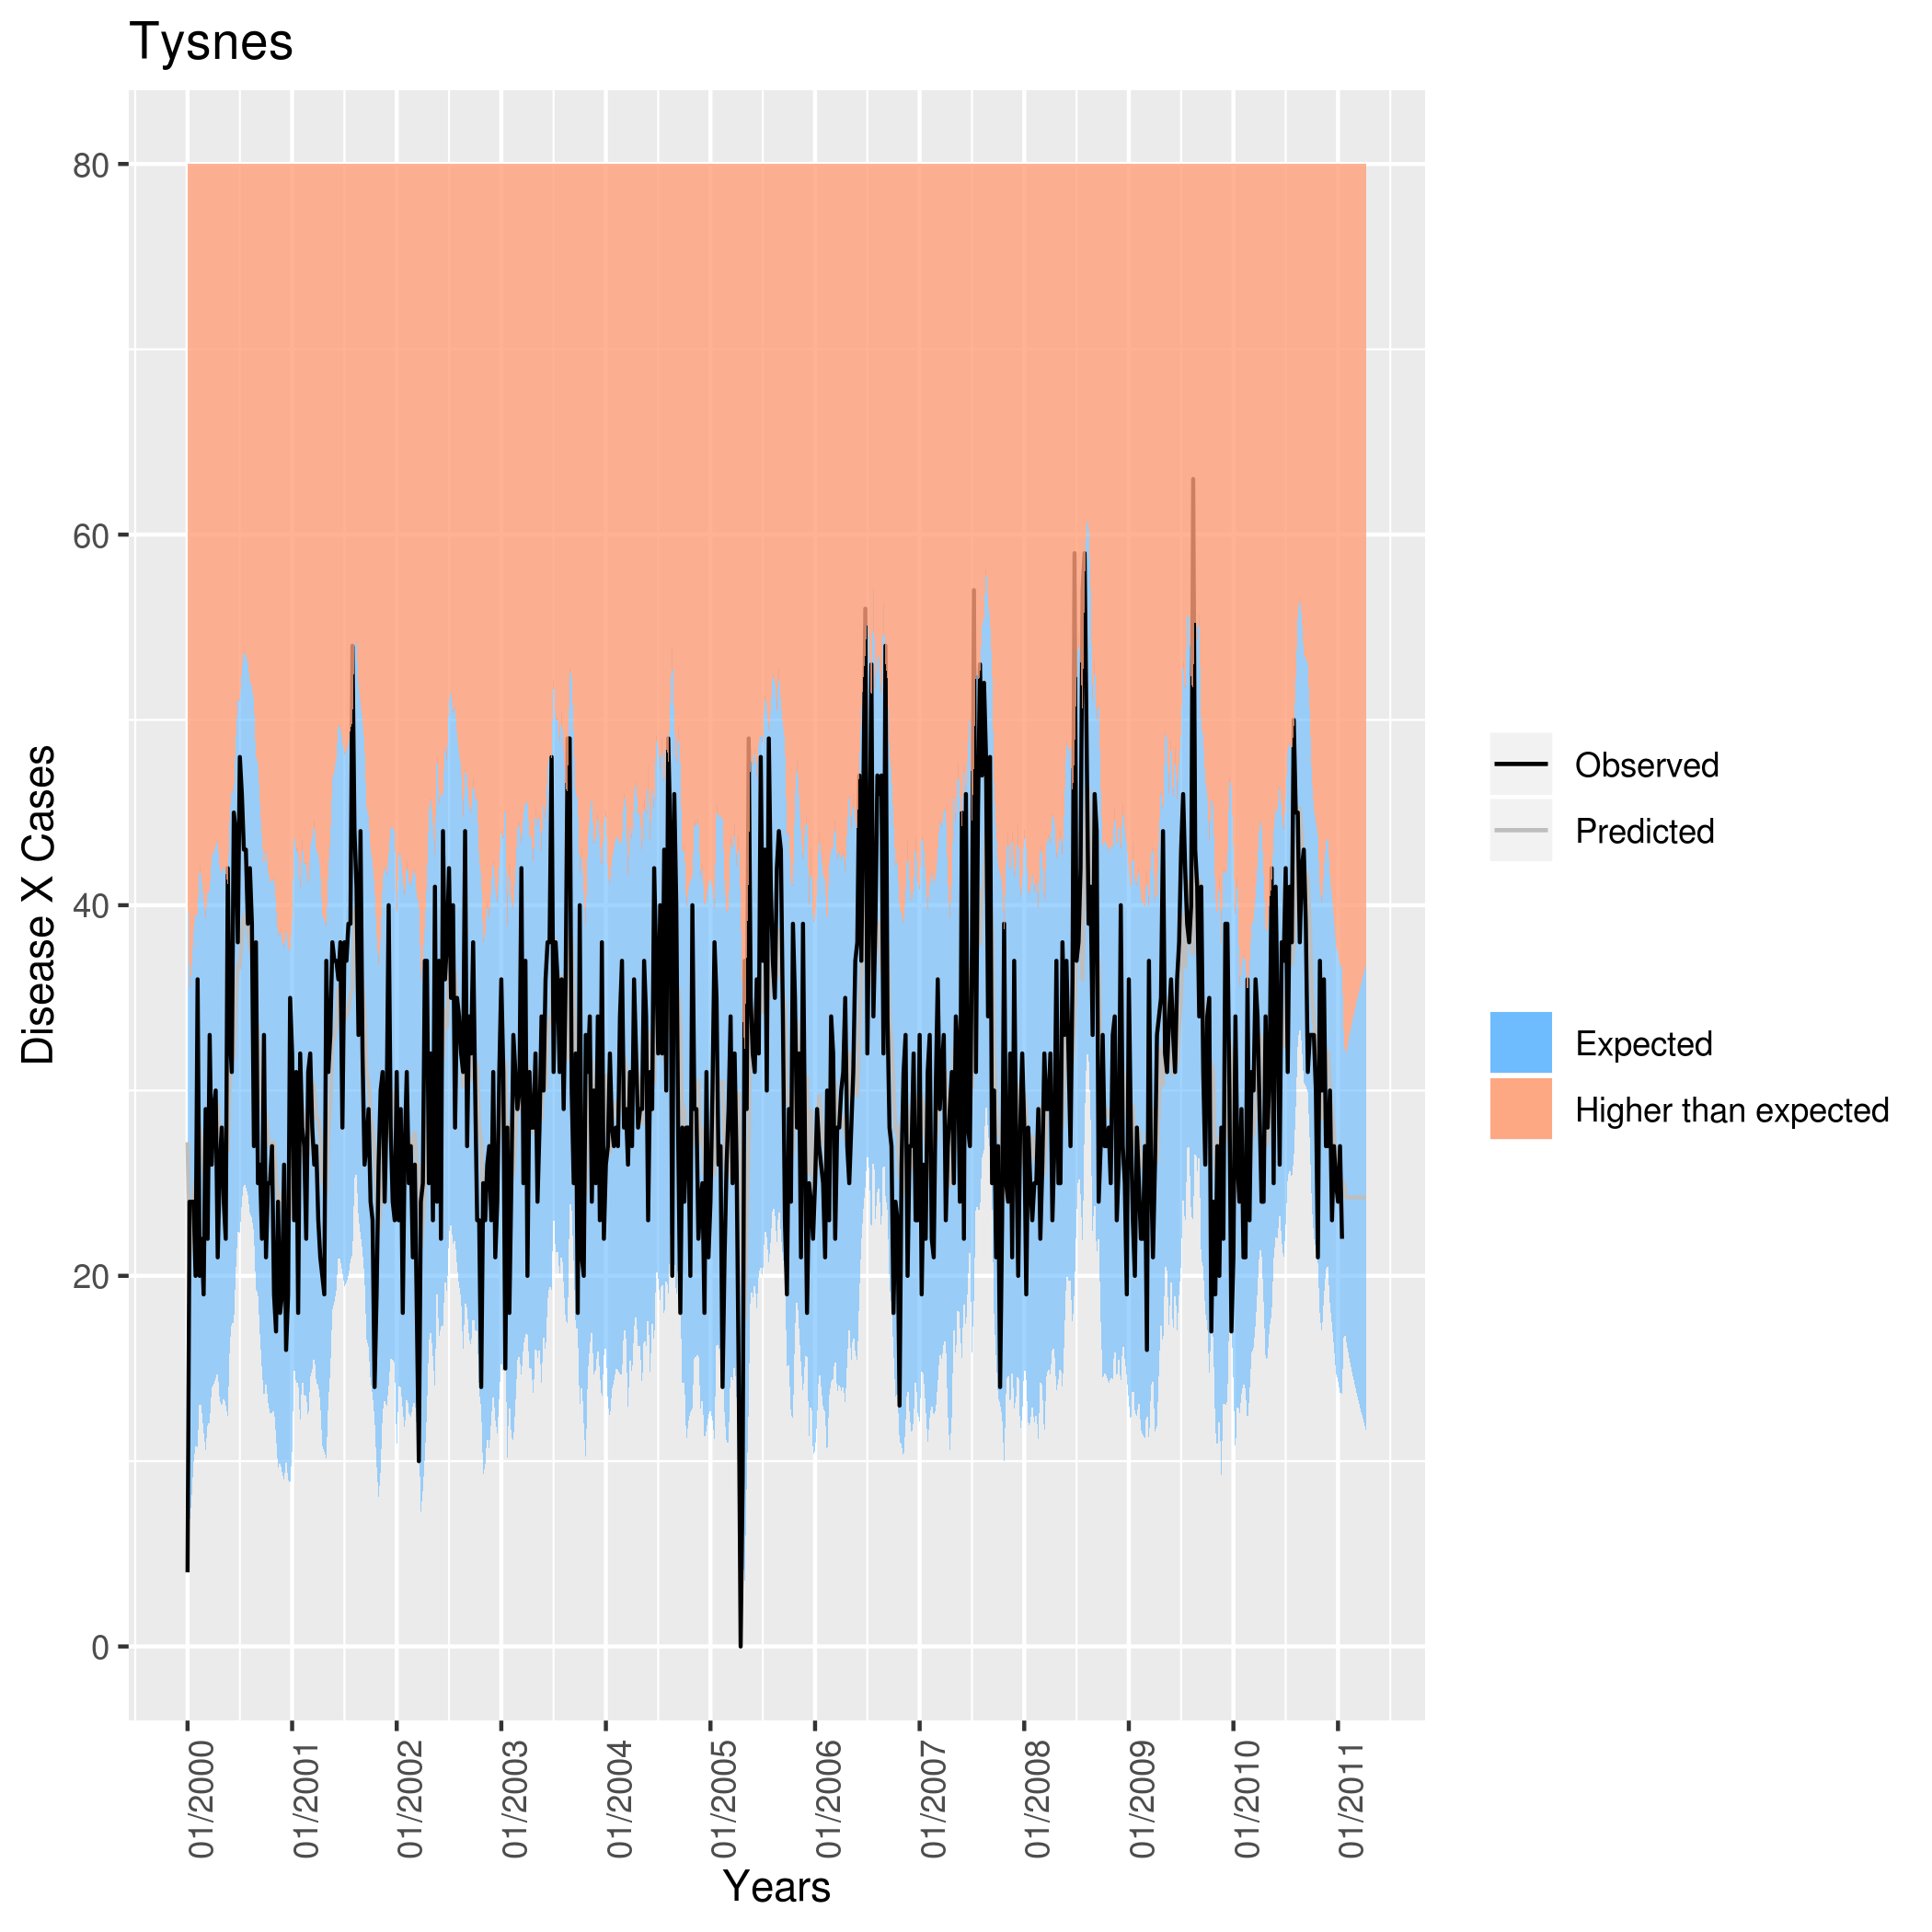 Tysnes
80
60
40
20
0
Disease X Cases
01/2000
01/2001
01/2002
01/2003
01/2004
01/2005
01/2006
01/2007
01/2008
01/2009
01/2010
01/2011
Years
Observed
Predicted
Expected
Higher than expected